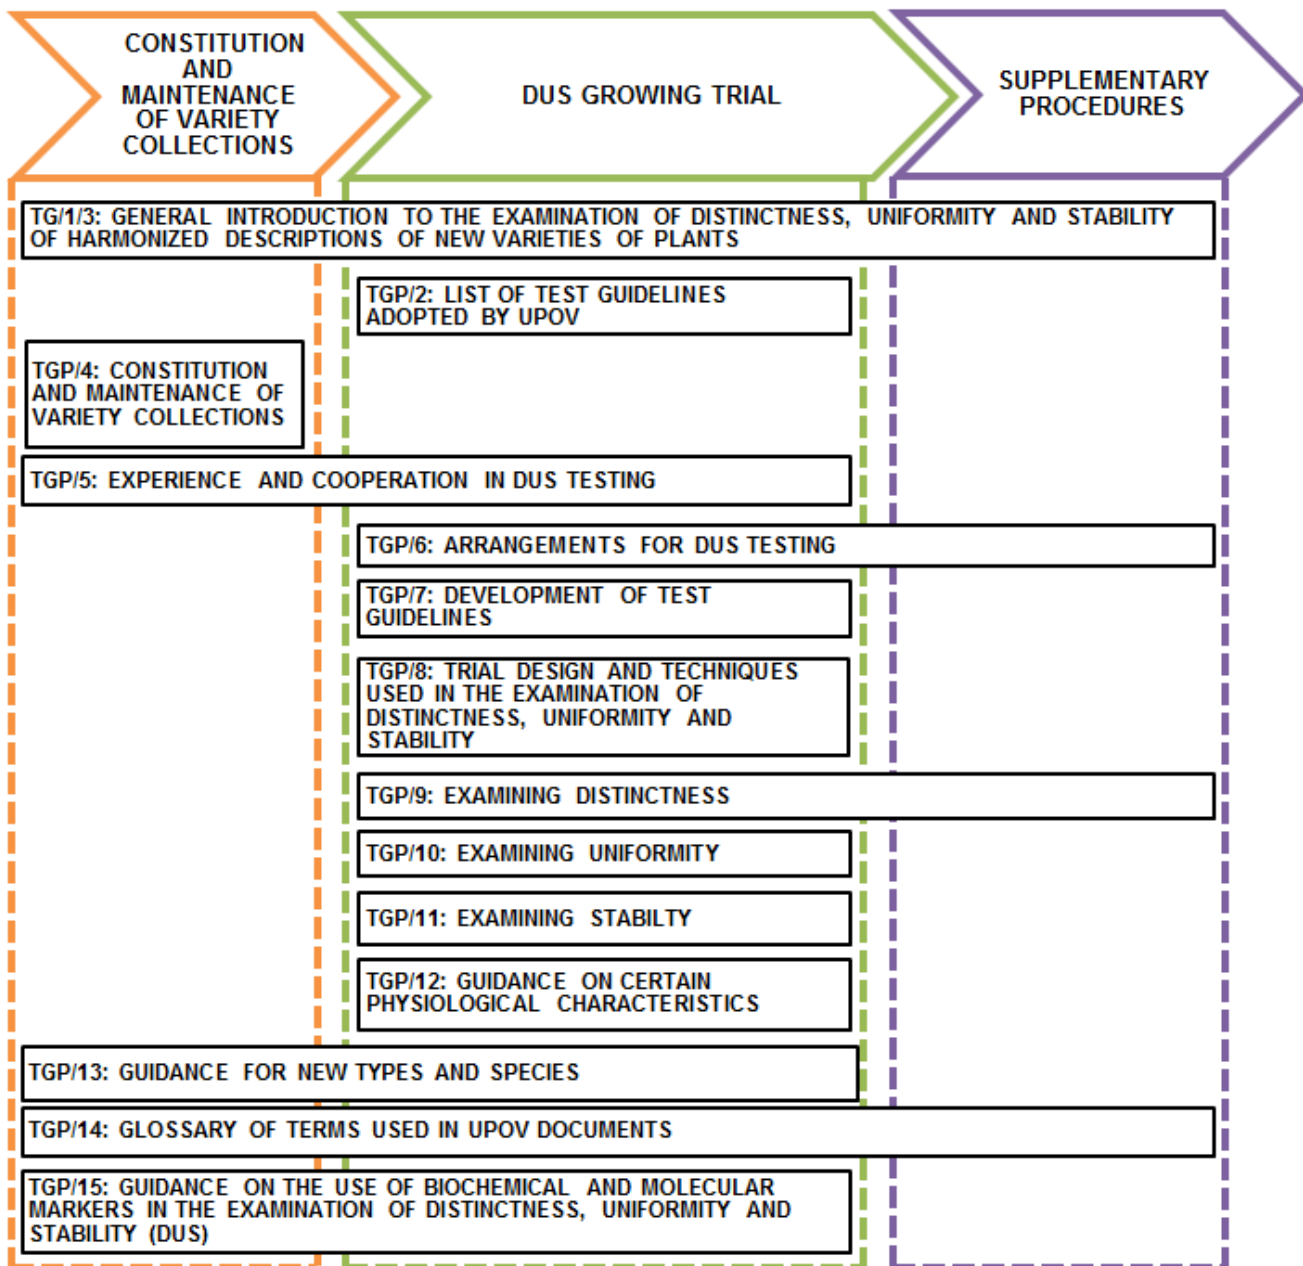 CONSTITUTION
AND
MAINTENANCE
OF VARIETY
COLLECTIONS
DUS GROWING TRIAL
SUPPLEMENTARY
PROCEDURES
TG/1/3: GENERAL INTRODUCTION TO THE EXAMINATION OF DISTINCTNESS, UNIFORMITY AND STABILITY
OF HARMONIZED DESCRIPTIONS OF NEW VARIETIES OF PLANTS
TGP/2: LIST OF TEST GUIDELINES
ADOPTED BY UPOV
TGP/4: CONSTITUTION
AND MAINTENANCE OF
VARIETY COLLECTIONS
TGP/5: EXPERIENCE AND COOPERATION IN DUS TESTING
TGP/6: ARRANGEMENTS FOR DUS TESTING
TGP/7: DEVELOPMENT OF TEST
GUIDELINES
TGP/8: TRIAL DESIGN AND TECHNIQUES
USED IN THE EXAMINATION OF
DISTINCTNESS, UNIFORMITY AND
STABILITY
TGP/9: EXAMINING DISTINCTNESS
TGP/10: EXAMINING UNIFORMITY
TGP/11: EXAMINING STABILTY
TGP/12: GUIDANCE ON CERTAIN
PHYSIOLOGICAL CHARACTERISTICS
TGP/13: GUIDANCE FOR NEW TYPES AND SPECIES
TGP/14: GLOSSARY OF TERMS USED IN UPOV DOCUMENTS
TGP/15: GUIDANCE ON THE USE OF BIOCHEMICAL AND MOLECULAR
MARKERS IN THE EXAMINATION OF DISTINCTNESS, UNIFORMITY AND
STABILITY (DUS)